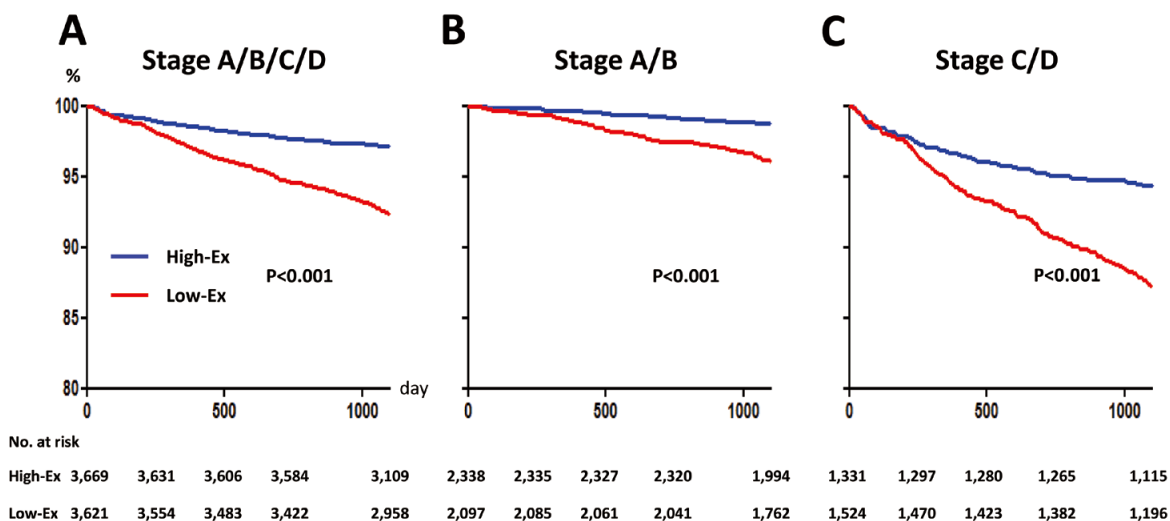 A B C
Stage A/B/C/D Stage A/B Stage C/D
%
100
95
90
85
80
High-Ex
Low-Ex
P<0.001 P<0.001 P<0.001
day
0 500 1000 0 500 1000 0 500 1000
No. at risk
High-Ex 3,669 3,631 3,606 3,584 3,109 2,338 2,335 2,327 2,320 1,994 1,331 1,297 1,280 1,265 1,115
Low-Ex 3,621 3,554 3,483 3,422 2,958 2,097 2,085 2,061 2,041 1,762 1,524 1,470 1,423 1,382 1,196